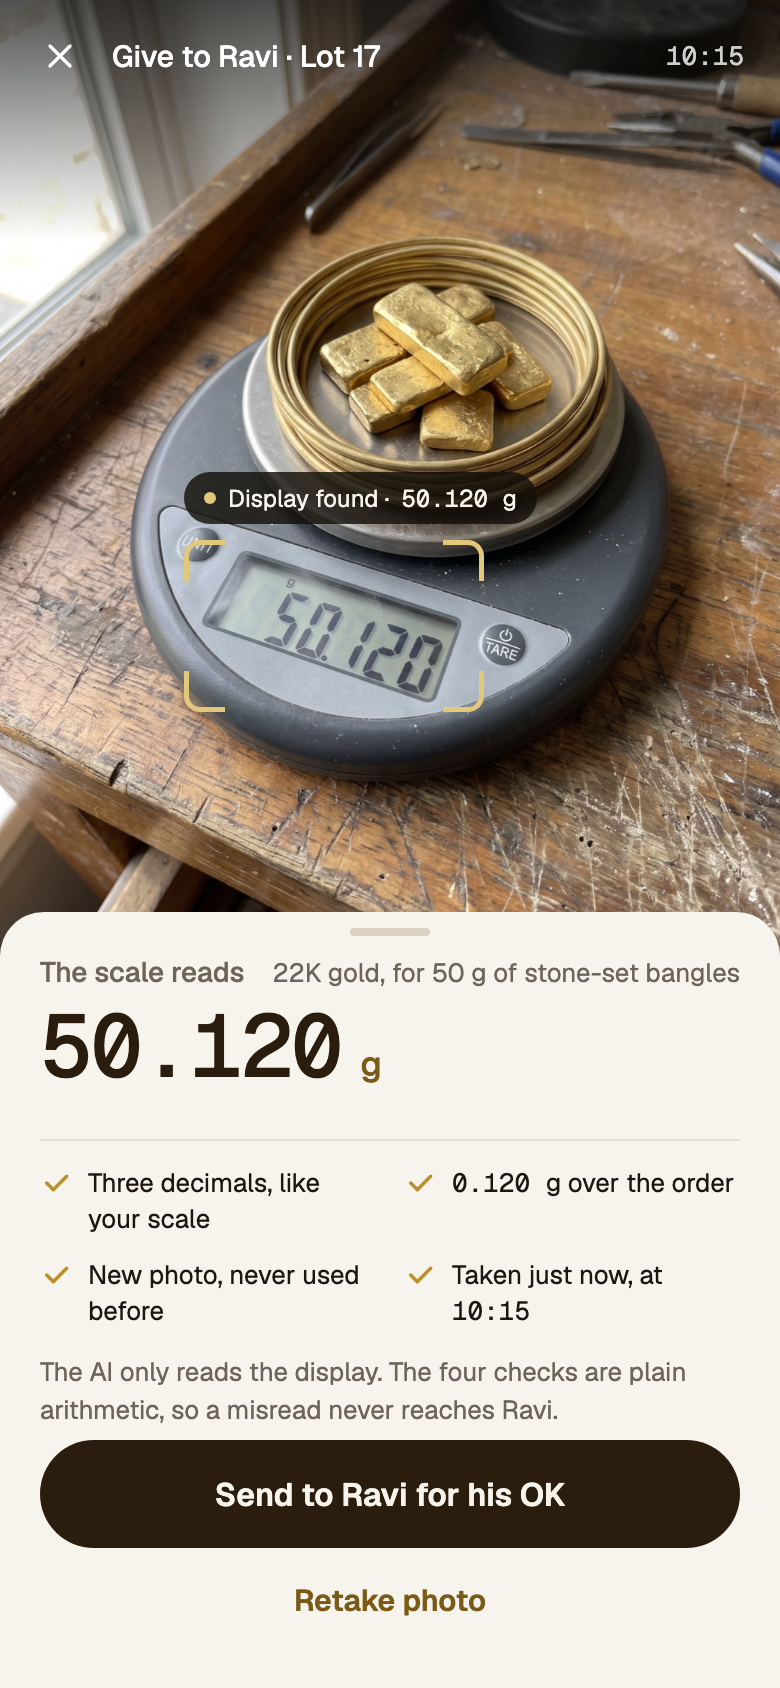 Give to Ravi · Lot 17
10:15
Display found · 50.120 g
UNIT
g
50.120
TARE
The scale reads
22K gold, for 50 g of stone-set bangles
50.120 g
Three decimals, like
your scale
0.120 g over the order
New photo, never used
before
Taken just now, at
10:15
The AI only reads the display. The four checks are plain
arithmetic, so a misread never reaches Ravi.
Send to Ravi for his OK
Retake photo